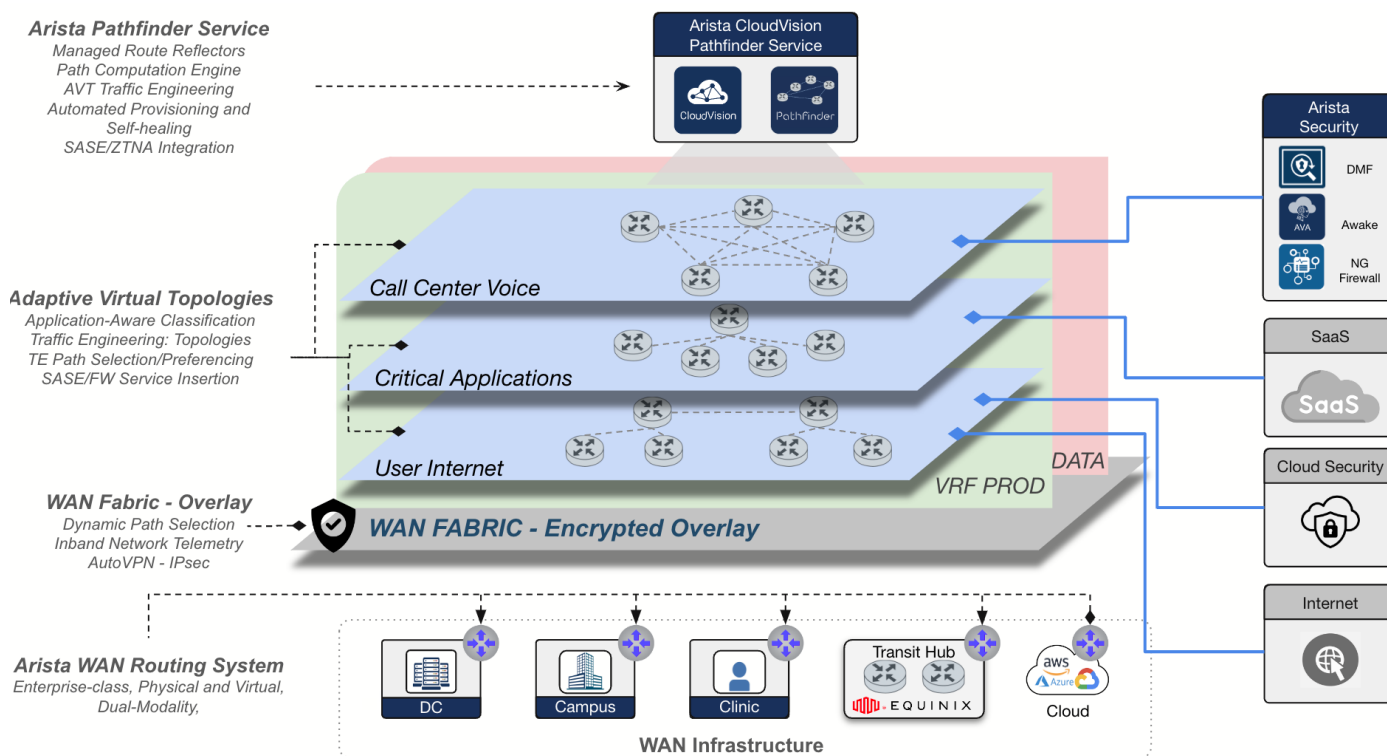 Arista Pathfinder Service
Managed Route Reflectors
Path Computation Engine
AVT Traffic Engineering
Automated Provisioning and
Self-healing
SASE/ZTNA Integration
Arista CloudVision
Pathfinder Service
CloudVision
Pathfinder
Arista
Security
DMF
AVA
Awake
NG
Firewall
Adaptive Virtual Topologies
Application-Aware Classification
Traffic Engineering: Topologies
TE Path Selection/Preferencing
SASE/FW Service Insertion
Call Center Voice
Critical Applications
User Internet
DATA
VRF PROD
SaaS
SaaS
Cloud Security
Internet
WAN Fabric - Overlay
Dynamic Path Selection
Inband Network Telemetry
AutoVPN - IPsec
WAN FABRIC - Encrypted Overlay
Arista WAN Routing System
Enterprise-class, Physical and Virtual,
Dual-Modality,
DC
Campus
Clinic
Transit Hub
EQUINIX
aws
Azure
Cloud
WAN Infrastructure